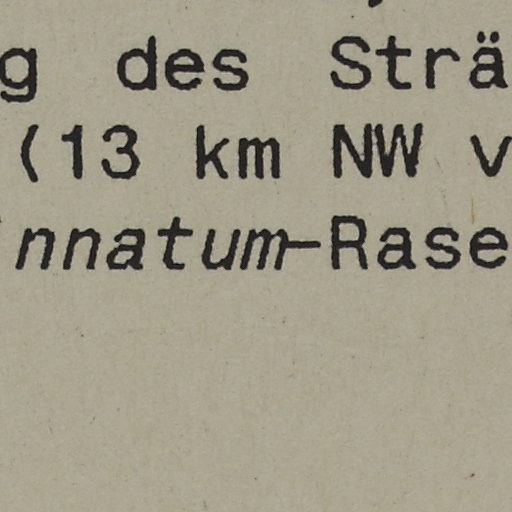 g des Strä
(13 km NW v
nnatum-Rase